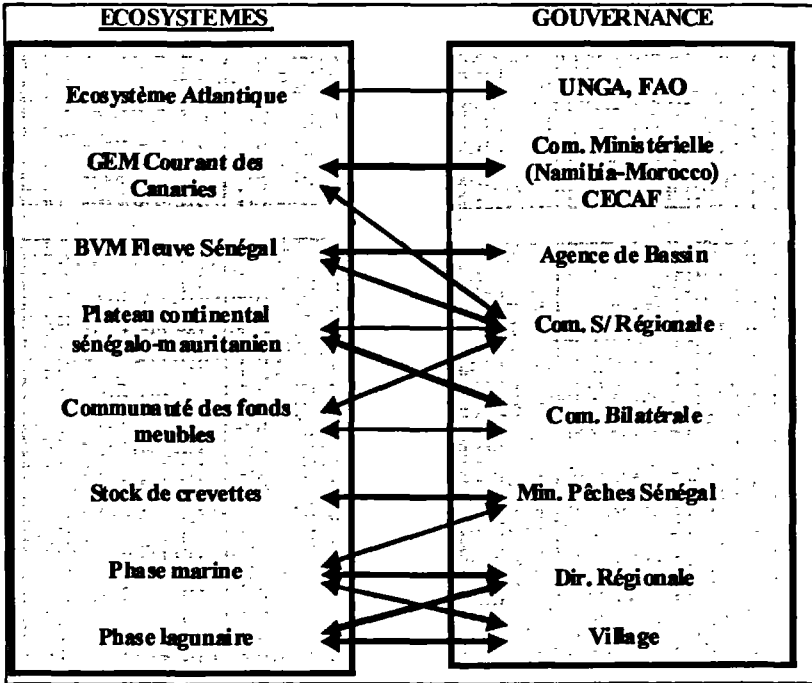 ECOSYSTEMES
Ecosystème Atlantique
GEM Courant des
Canaries
BVM Fleuve Sénégal
Plateau continental
sénégalo-mauritanien
Communauté des fonds
meubles
Stock de crevettes
Phase marine
Phase lagunaire
GOUVERNANCE
UNGA, FAO
Com. Ministérielle
(Namibia-Morocco)
CECAF
Agence de Bassin
Com. S/ Régionale
Com. Bilatérale
Min. Pêches Sénégal
Dir. Régionale
Village